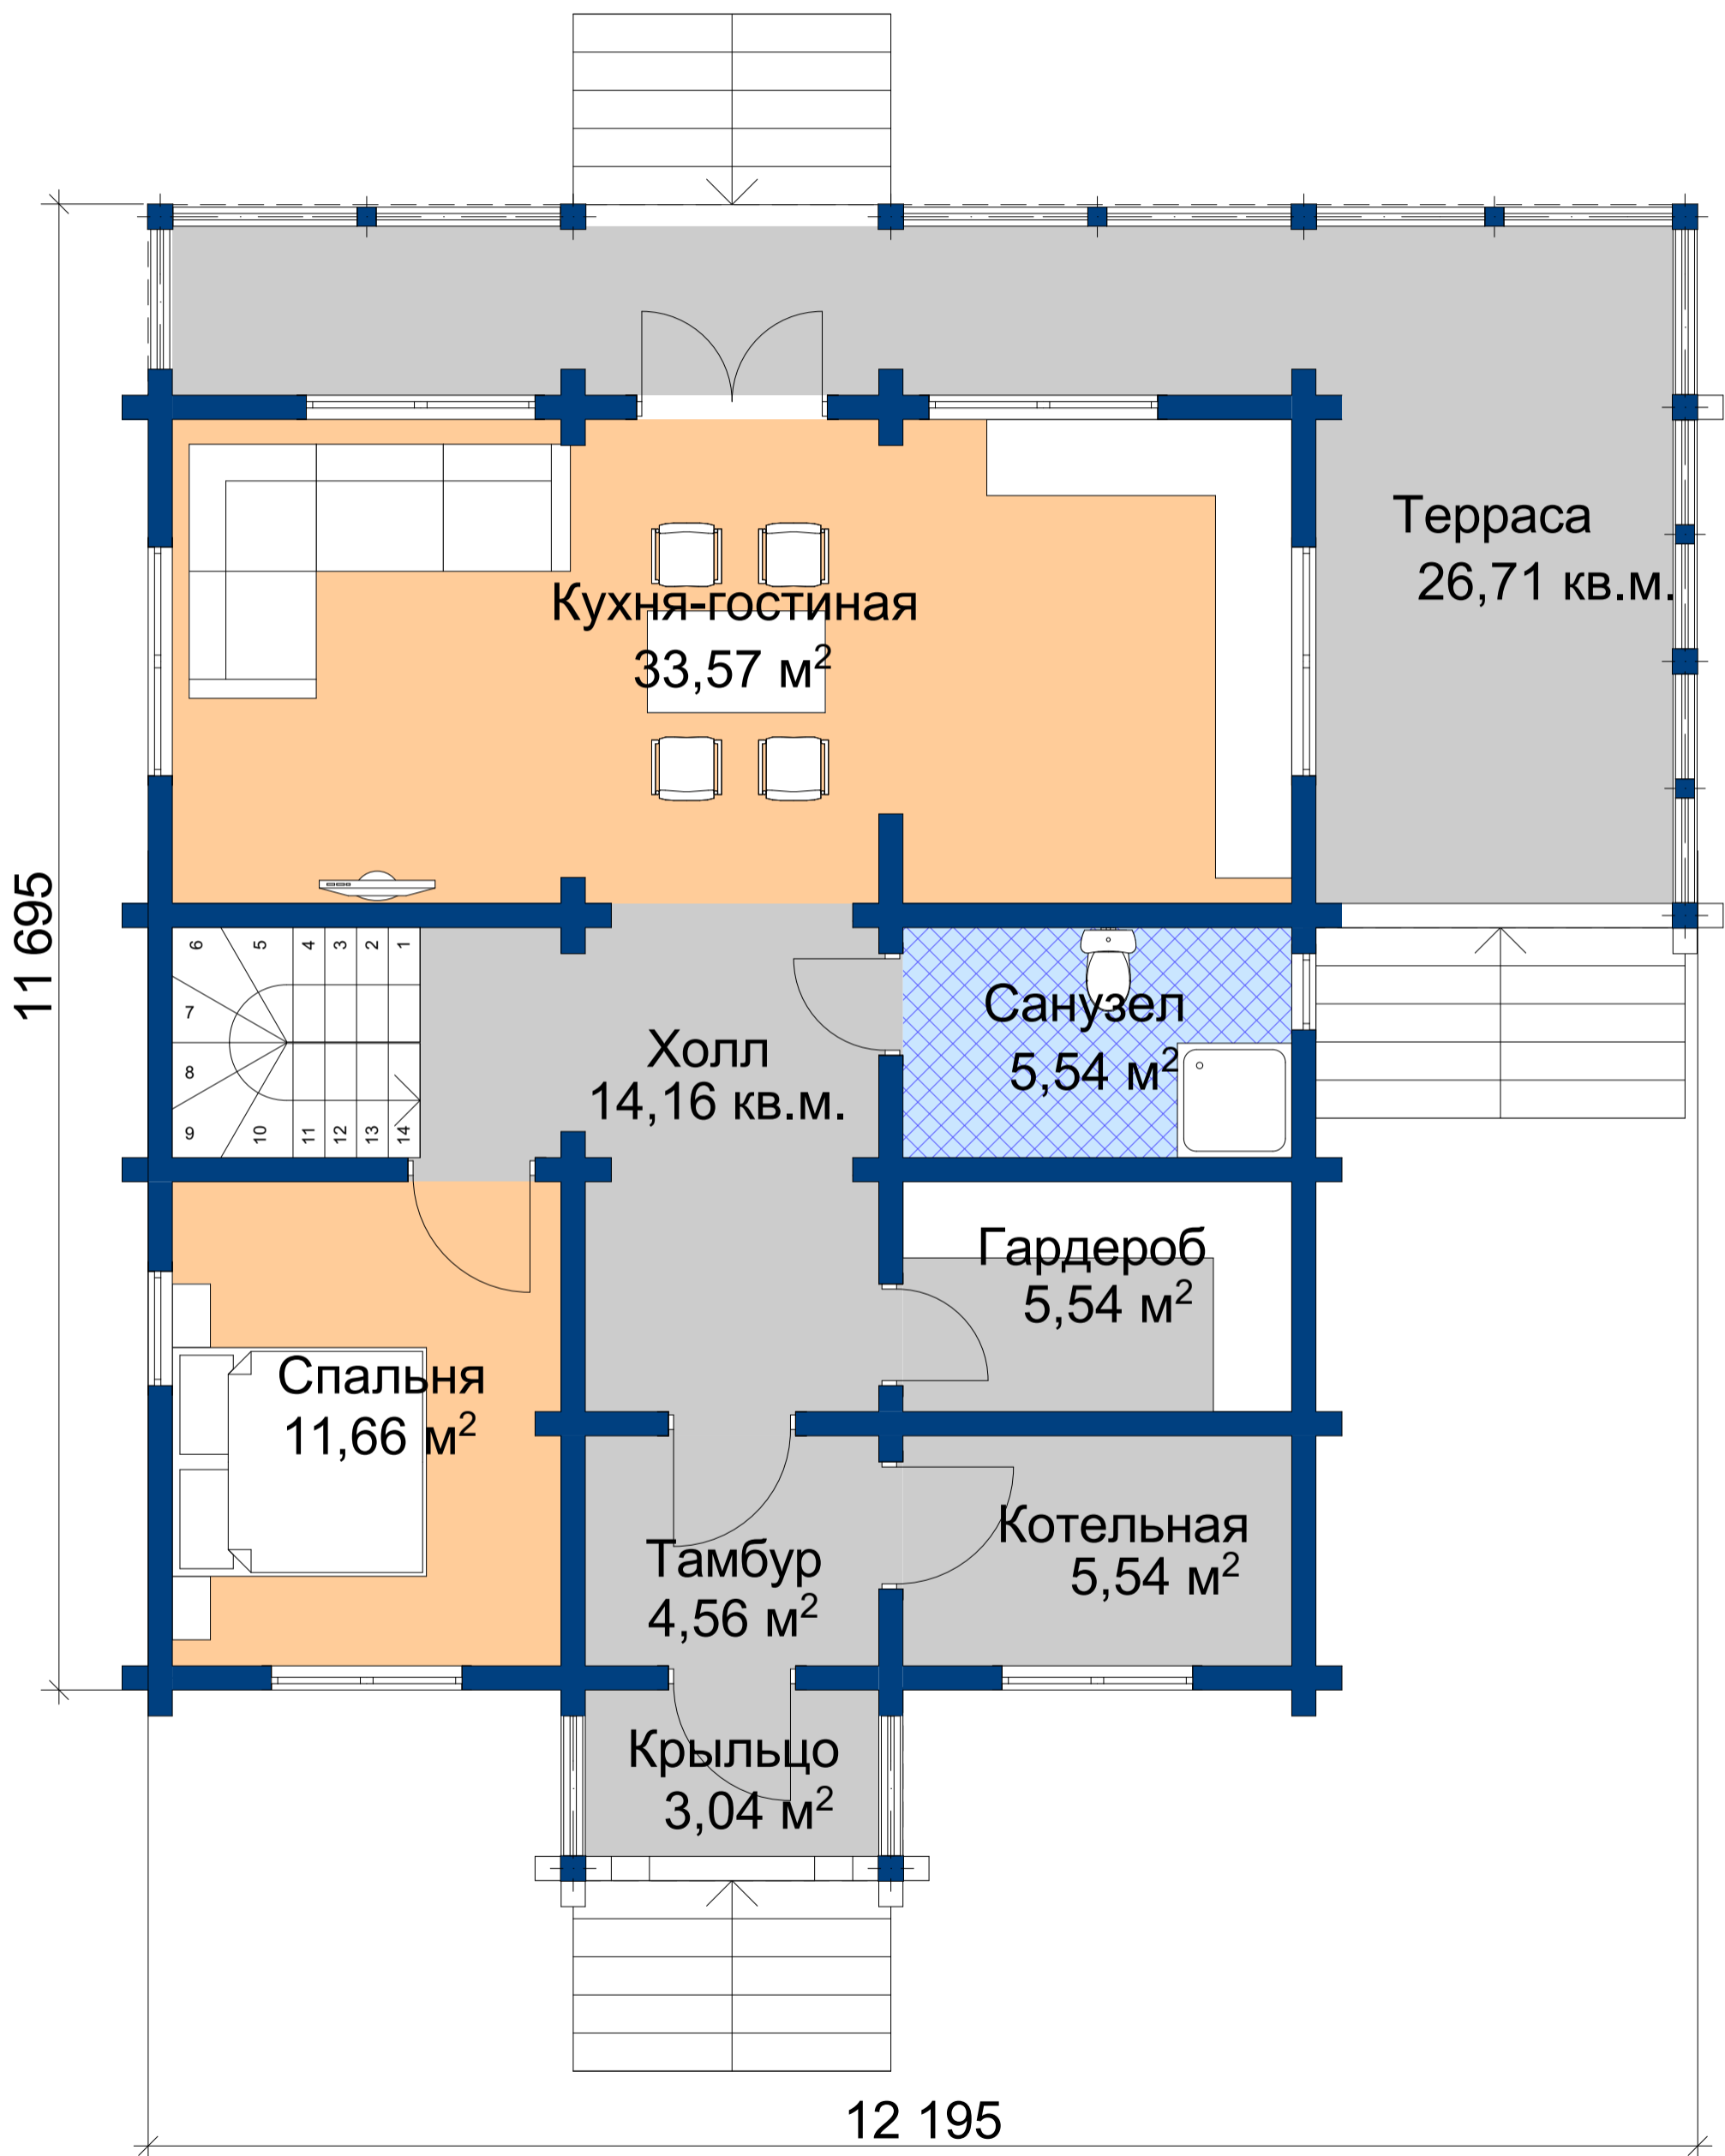 Терраса
26,71 кв.м.
Кухня-гостиная
33,57 м²
11 695
6 5 4 3 2 1
7
8
9 10 11 12 13 14
Холл
14,16 кв.м.
Санузел
5,54 м²
Гардероб
5,54 м²
Спальня
11,66 м²
Котельная
5,54 м²
Тамбур
4,56 м²
Крыльцо
3,04 м²
12 195